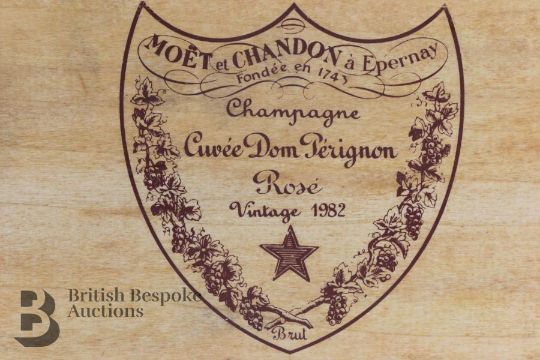 MOËT et CHANDON à Epernay
Fondée en 1743
Champagne
Cuvée Dom Pérignon
Rosé
Vintage 1982
Brut
B
British Bespoke
Auctions